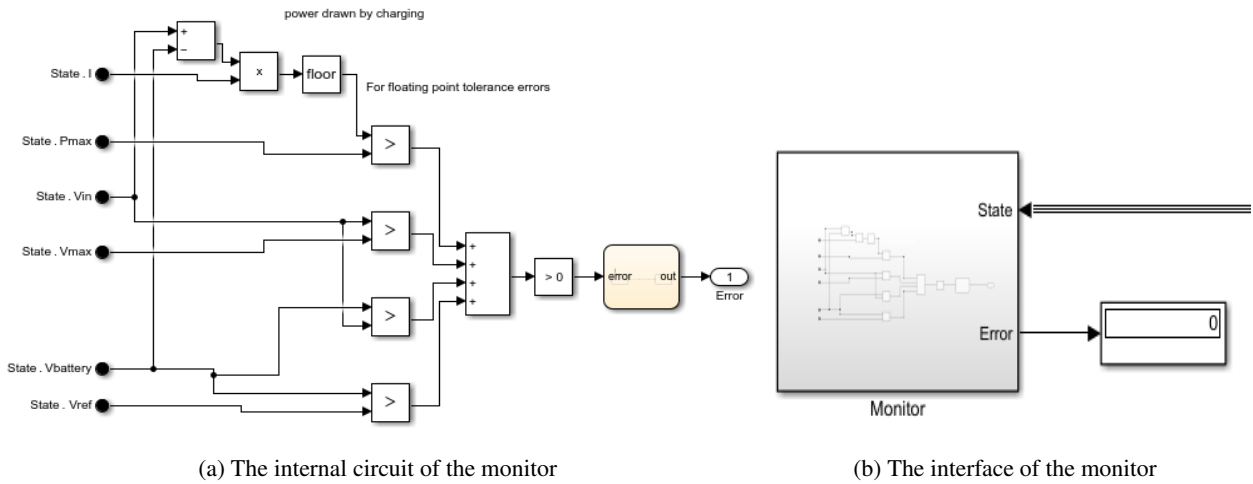 power drawn by charging
+
−
State . I
x
floor
For floating point tolerance errors
State . Pmax
>
State . Vin
State . Vmax
>
+
+
+
+
> 0
error
out
1
Error
>
State . Vbattery
State . Vref
>
(a) The internal circuit of the monitor
State
Error
0
Monitor
(b) The interface of the monitor